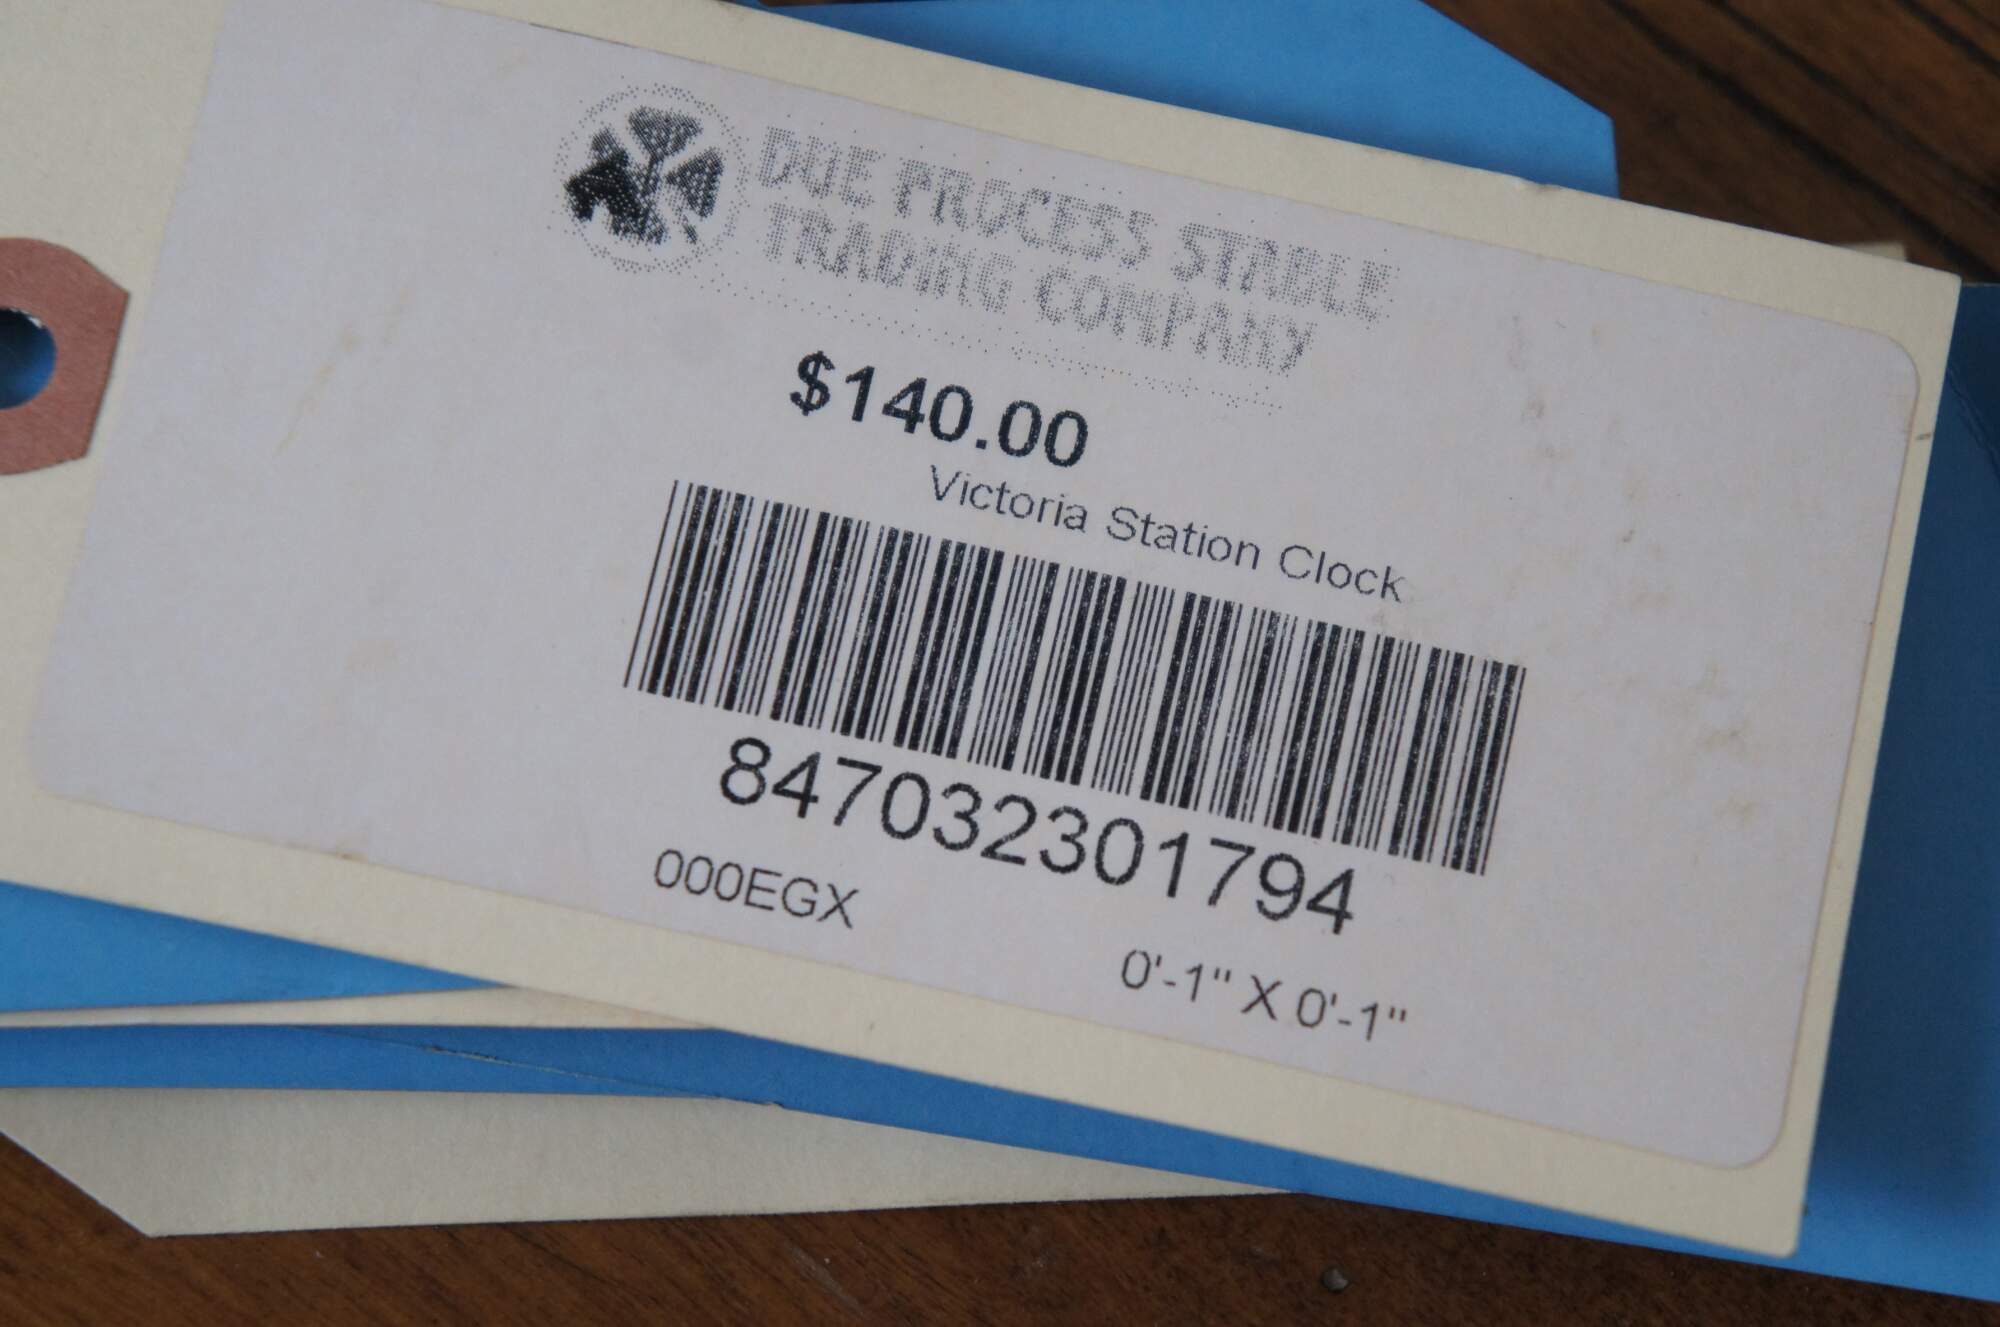 DUE PROCESS STABLE
TRADING COMPANY
$140.00
Victoria Station Clock
847032301794
000EGX
0'-1" X 0'-1"